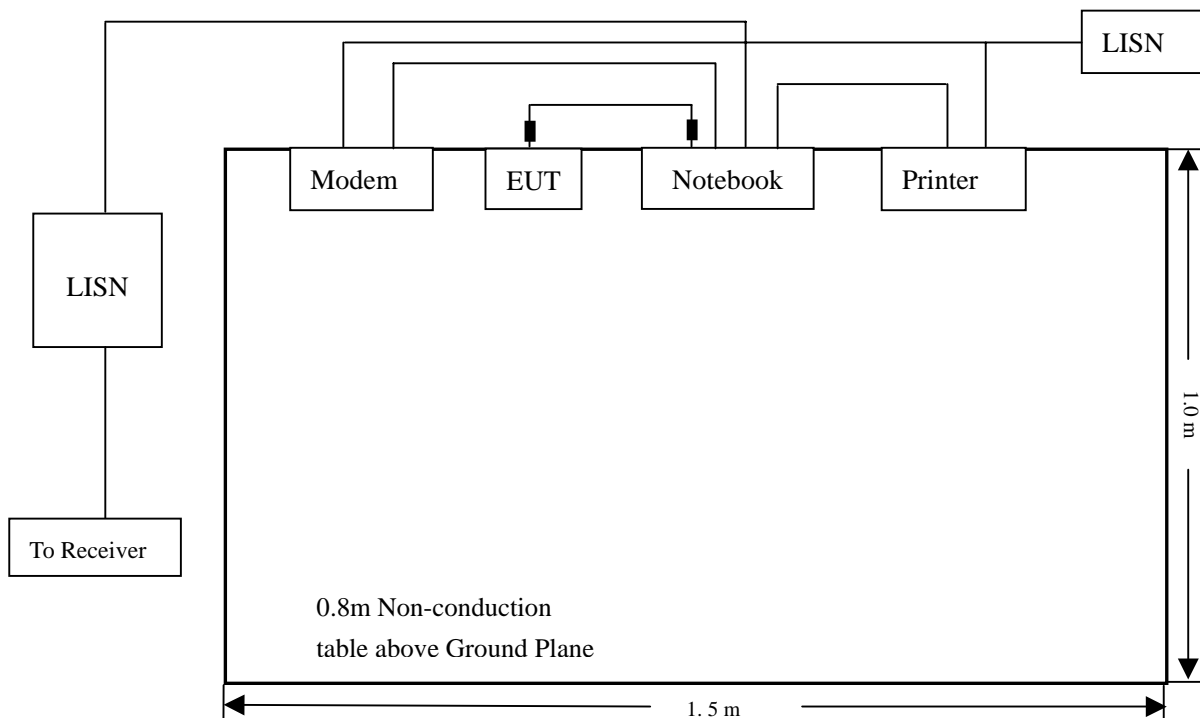 LISN
Modem
EUT
Notebook
Printer
LISN
To Receiver
0.8m Non-conduction
table above Ground Plane
1.0 m
1. 5 m